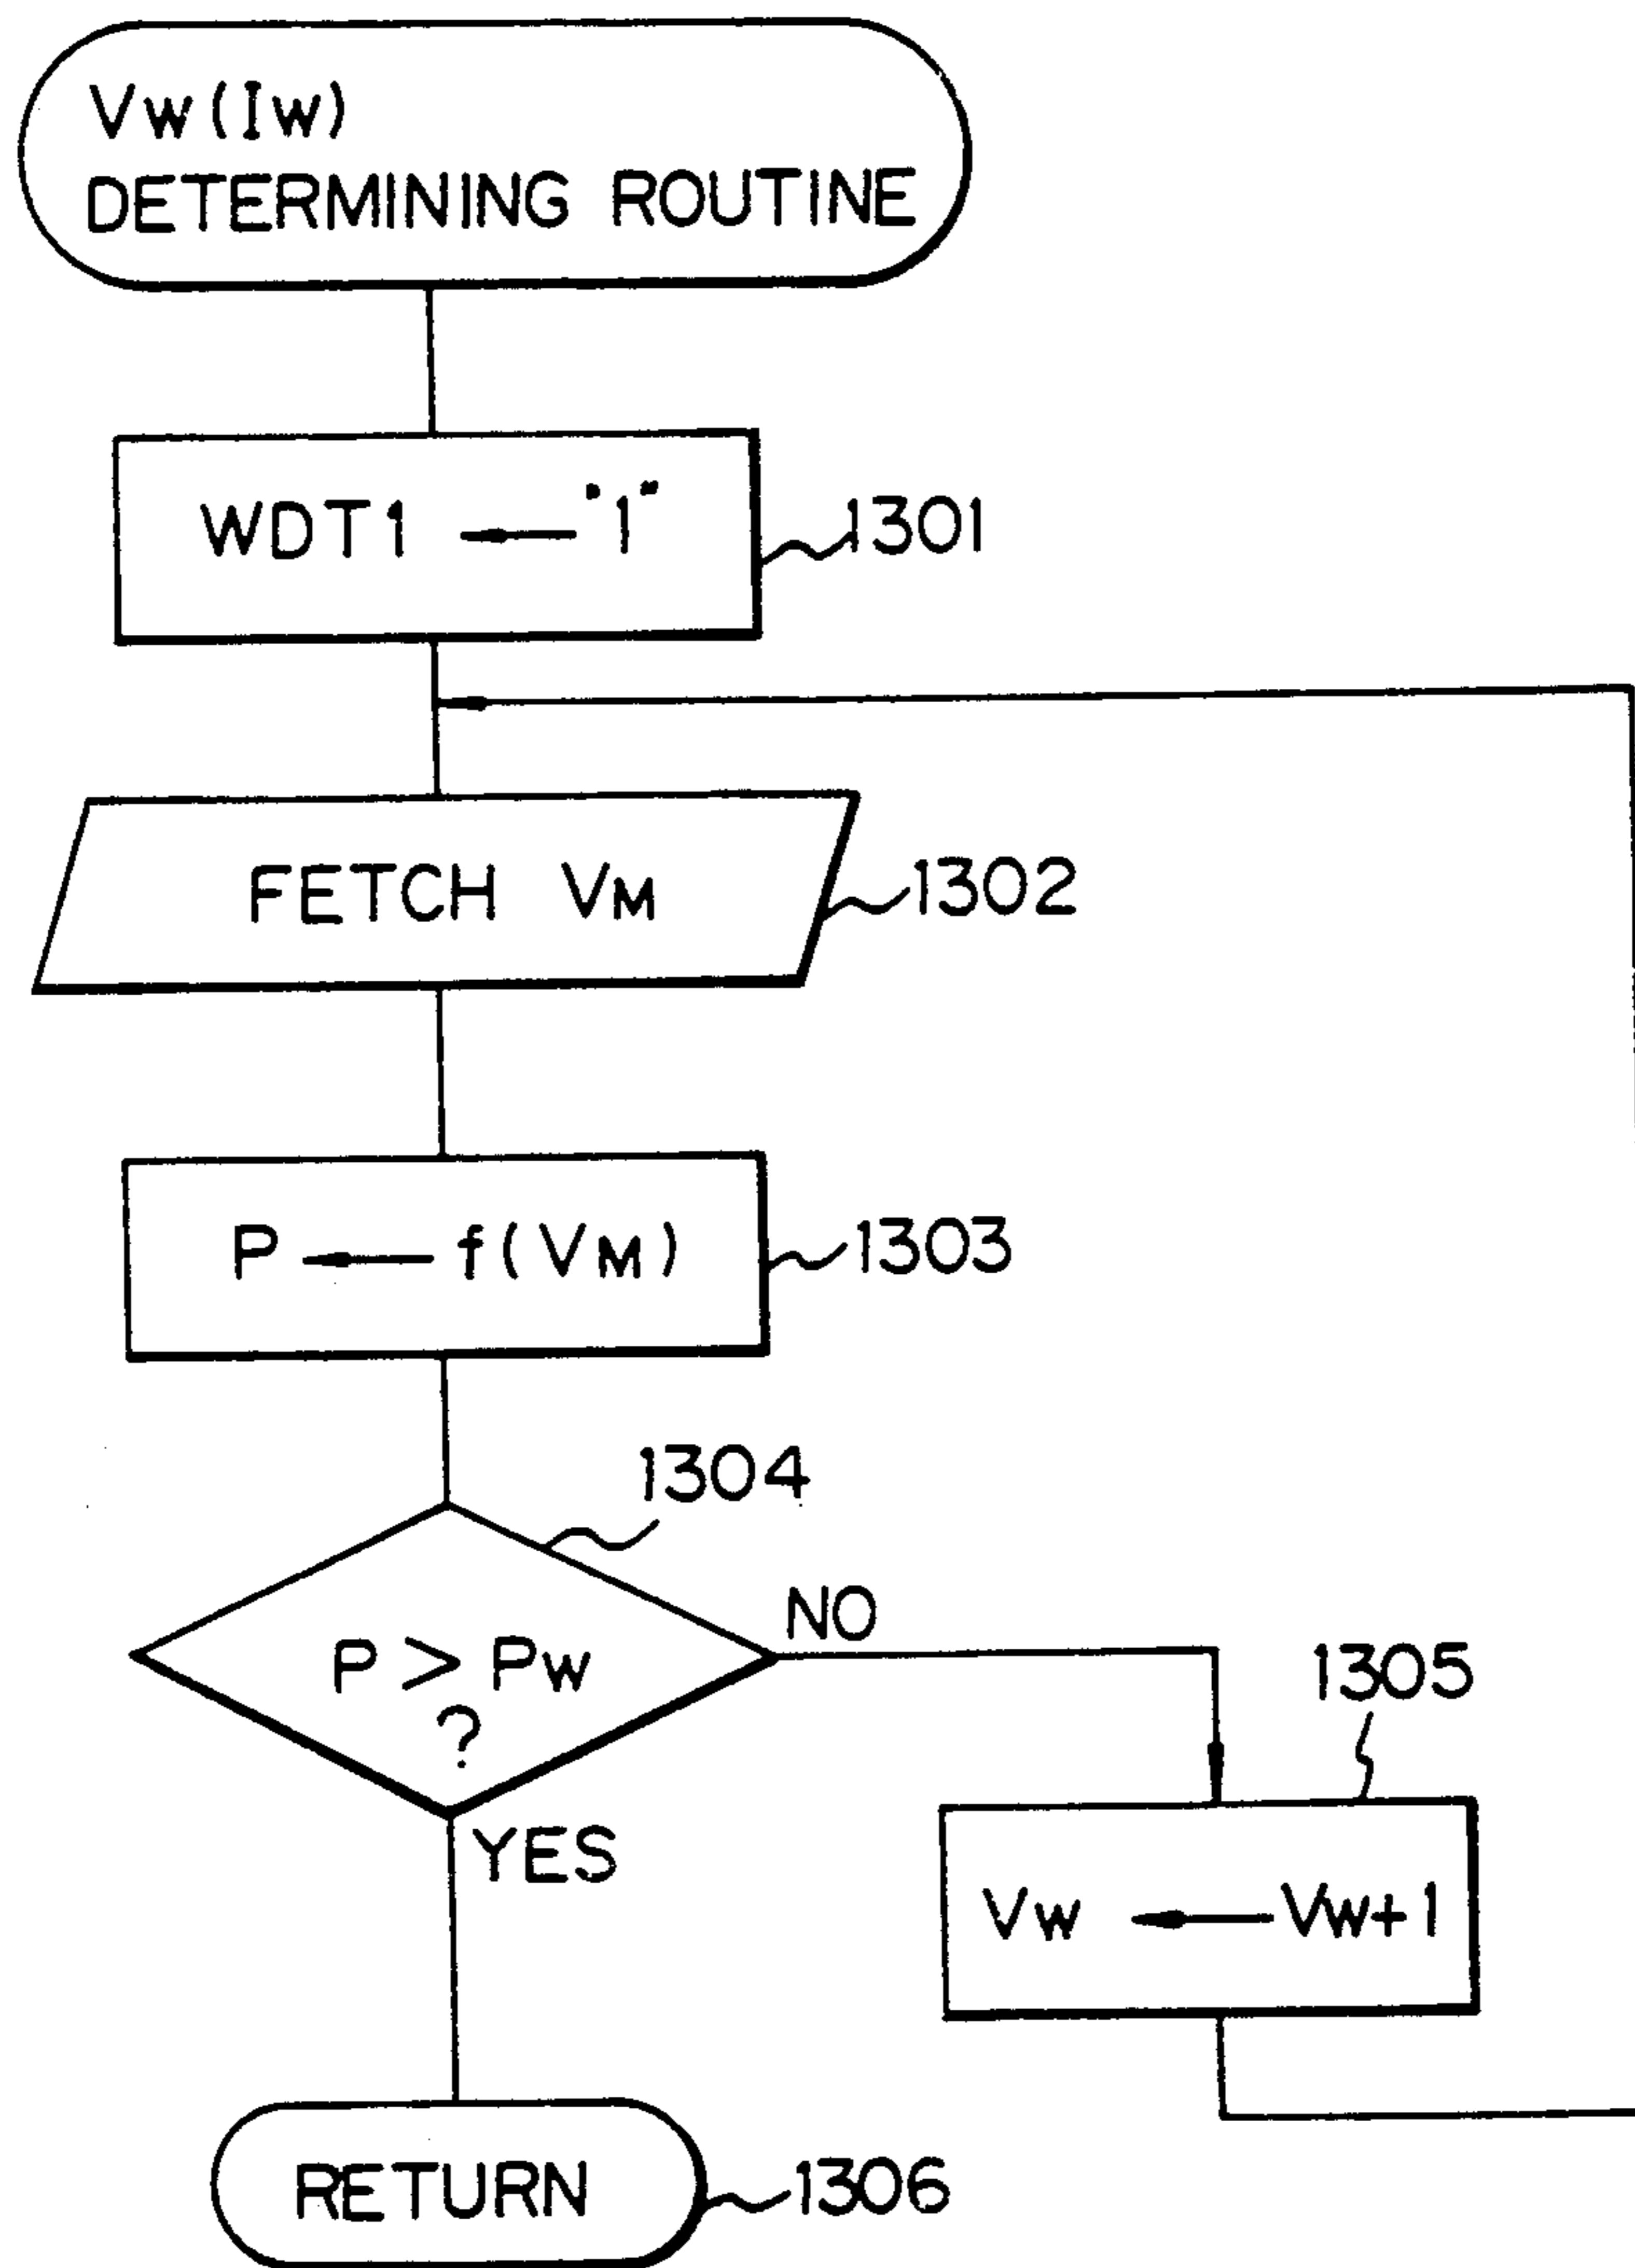 Vw(Iw)
DETERMINING ROUTINE
WDT1 ← "1"
1301
FETCH VM
1302
P ← f(VM)
1303
1304
P > Pw
?
NO
YES
1305
Vw ← Vw+1
RETURN
1306